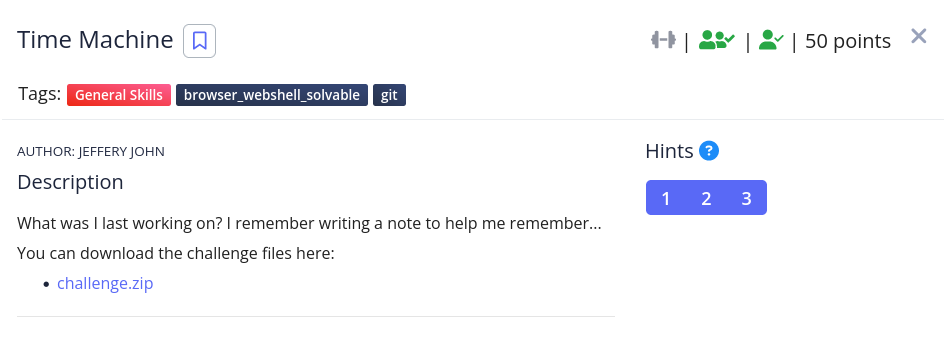 Time Machine
| | | 50 points
Tags: General Skills browser_webshell_solvable git
AUTHOR: JEFFERY JOHN
Hints ?
Description
1 2 3
What was I last working on? I remember writing a note to help me remember...
You can download the challenge files here:
• challenge.zip